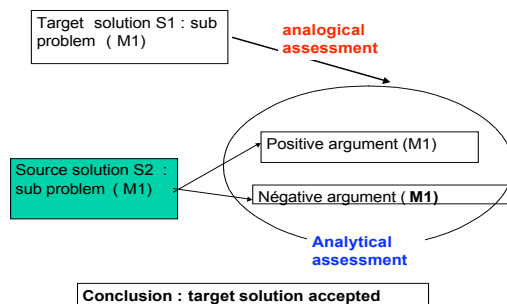 Target solution S1 : sub
problem ( M1)
analogical
assessment
Positive argument (M1)
Source solution S2 :
sub problem ( M1)
Négative argument ( M1)
Analytical
assessment
Conclusion : target solution accepted